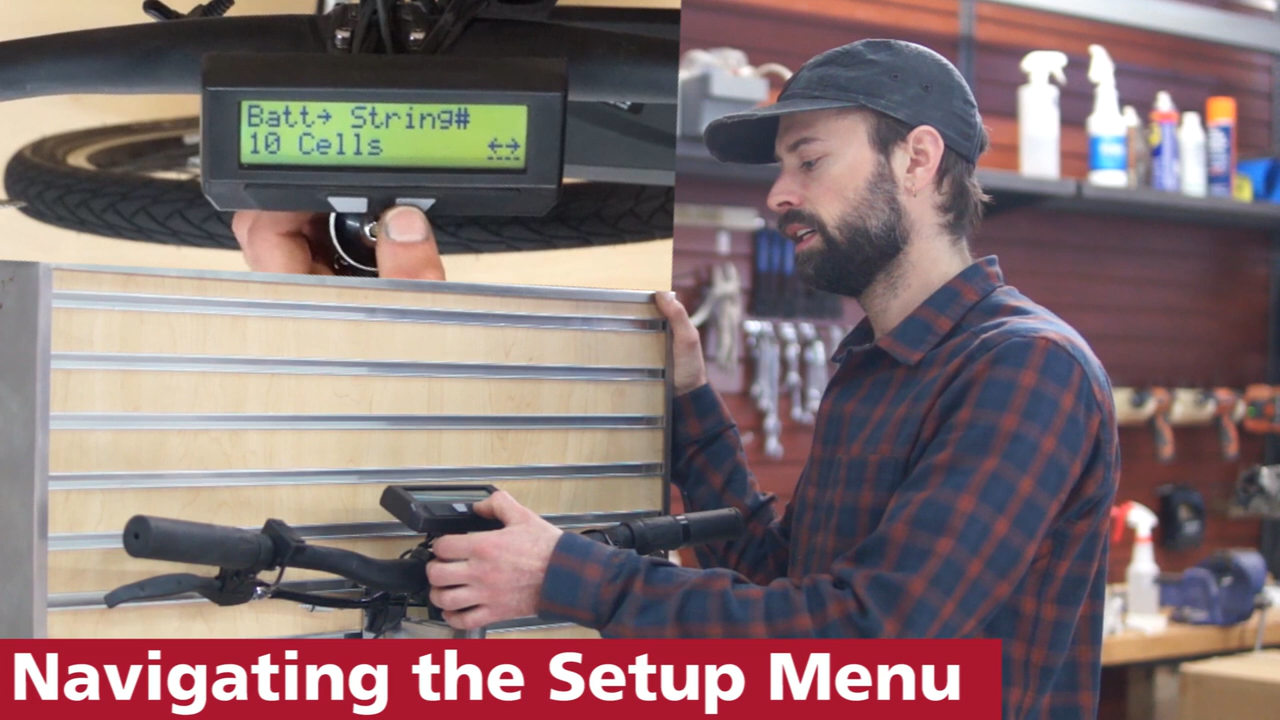 Batt→ String#
10 Cells ←→
Navigating the Setup Menu